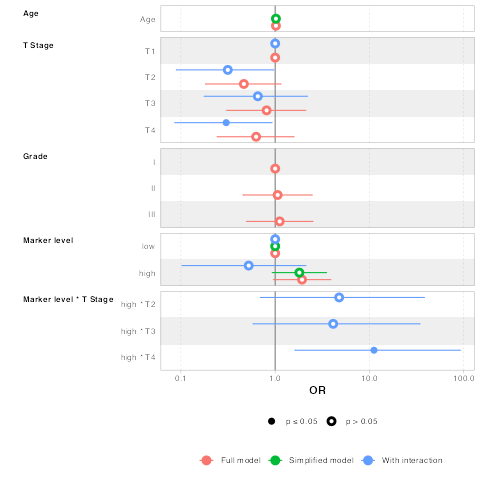 Age
Age
T Stage
T1
T2
T3
T4
Grade
I
II
III
Marker level
low
high
Marker level * T Stage
high * T2
high * T3
high * T4
0.1 1.0 10.0 100.0
OR
p ≤ 0.05 p > 0.05
Full model Simplified model With interaction